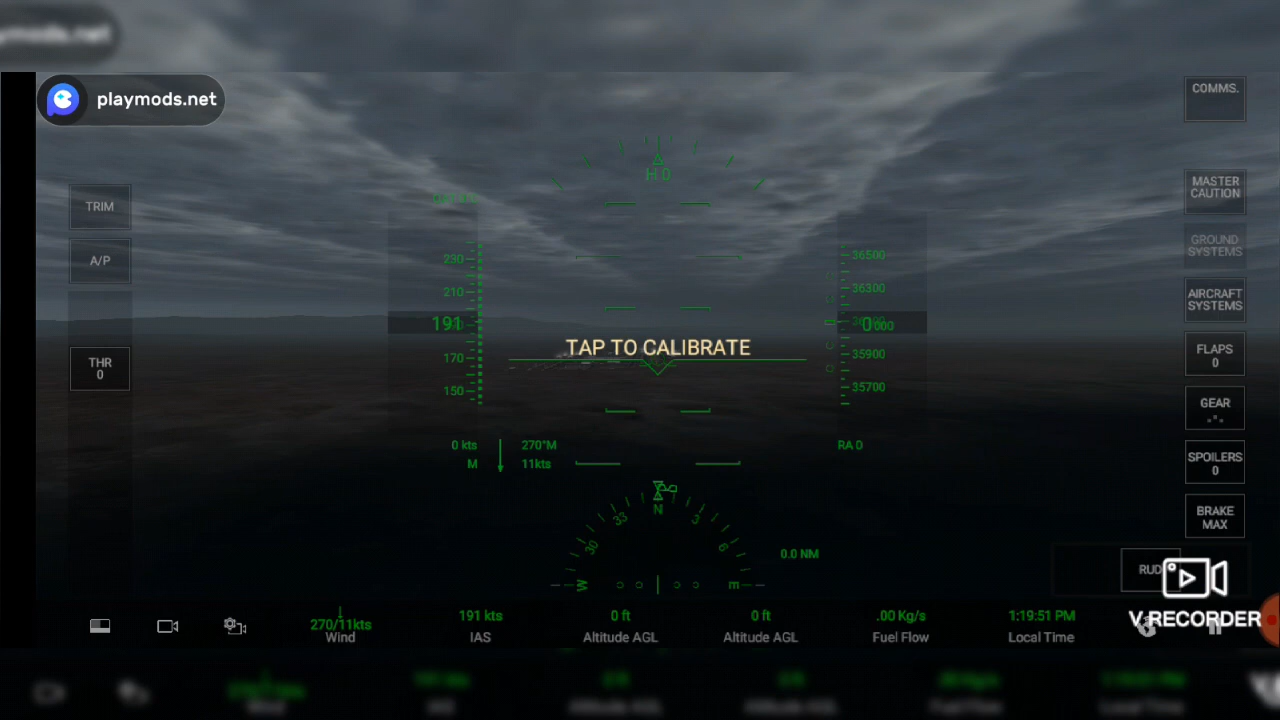 playmods.net
COMMS.
MASTER
CAUTION
GROUND
SYSTEMS
AIRCRAFT
SYSTEMS
FLAPS
0
GEAR
SPOILERS
0
BRAKE
MAX
TRIM
A/P
THR
0
H 0
230
210
191
170
150
36500
36300
0000
35900
35700
TAP TO CALIBRATE
0 kts
M
270°M
11kts
RA 0
N
33
3
30
6
W
0.0 NM
RUD
V.RECORDER
270/11kts
Wind
191 kts
IAS
0 ft
Altitude AGL
0 ft
Altitude AGL
.00 Kg/s
Fuel Flow
1:19:51 PM
Local Time